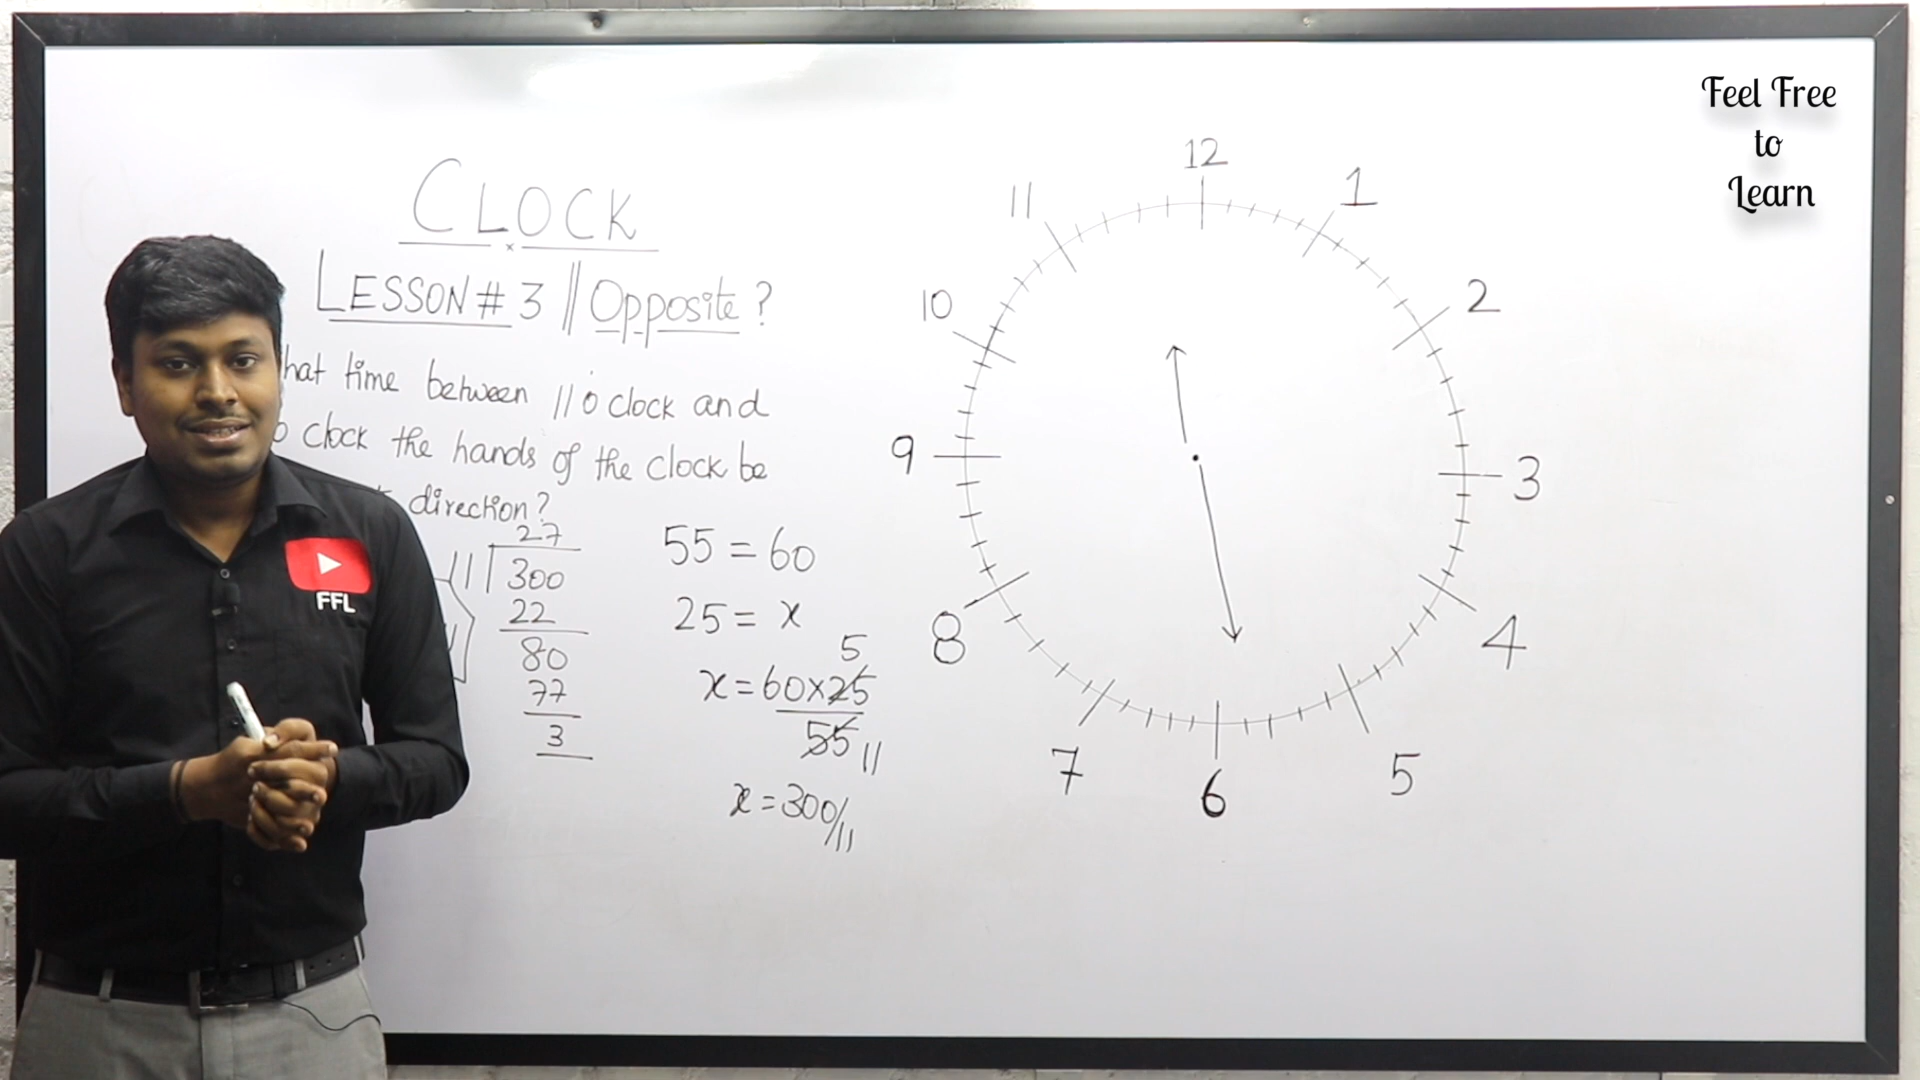 Feel Free
to
Learn
CLOCK
LESSON # 3 || Opposite ?
hat time between 11 o clock and
o clock the hands of the clock be
direction?
27
11 300
22
80
77
3
55 = 60
25 = x
5
x = 60x25
55 11
x = 300/11
12
1
2
3
4
5
6
7
8
9
10
11
FFL